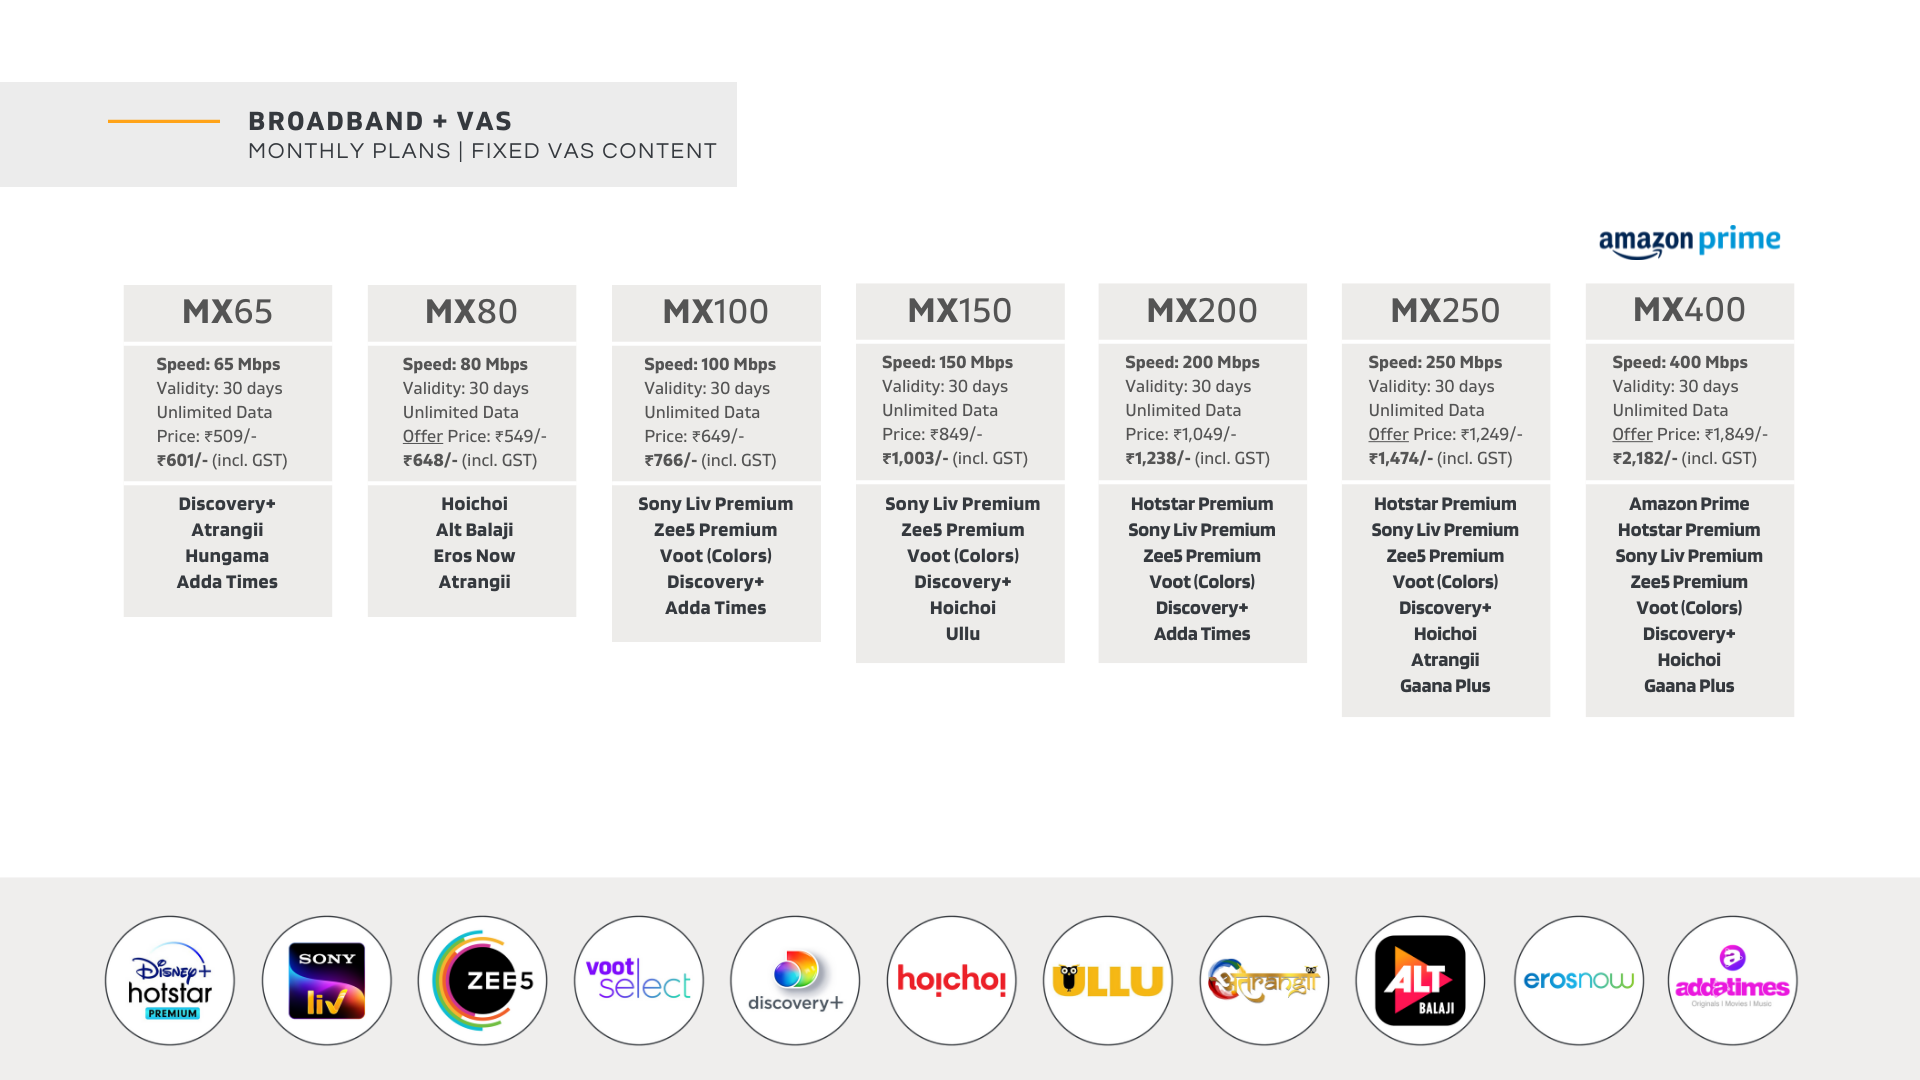 BROADBAND + VAS
MONTHLY PLANS | FIXED VAS CONTENT
amazon prime
MX65
Speed: 65 Mbps
Validity: 30 days
Unlimited Data
Price: ₹509/-
₹601/- (incl. GST)
Discovery+
Atrangii
Hungama
Adda Times
MX80
Speed: 80 Mbps
Validity: 30 days
Unlimited Data
Offer Price: ₹549/-
₹648/- (incl. GST)
Hoichoi
Alt Balaji
Eros Now
Atrangii
MX100
Speed: 100 Mbps
Validity: 30 days
Unlimited Data
Price: ₹649/-
₹766/- (incl. GST)
Sony Liv Premium
Zee5 Premium
Voot (Colors)
Discovery+
Adda Times
MX150
Speed: 150 Mbps
Validity: 30 days
Unlimited Data
Price: ₹849/-
₹1,003/- (incl. GST)
Sony Liv Premium
Zee5 Premium
Voot (Colors)
Discovery+
Hoichoi
Ullu
MX200
Speed: 200 Mbps
Validity: 30 days
Unlimited Data
Price: ₹1,049/-
₹1,238/- (incl. GST)
Hotstar Premium
Sony Liv Premium
Zee5 Premium
Voot (Colors)
Discovery+
Adda Times
MX250
Speed: 250 Mbps
Validity: 30 days
Unlimited Data
Offer Price: ₹1,249/-
₹1,474/- (incl. GST)
Hotstar Premium
Sony Liv Premium
Zee5 Premium
Voot (Colors)
Discovery+
Hoichoi
Atrangii
Gaana Plus
MX400
Speed: 400 Mbps
Validity: 30 days
Unlimited Data
Offer Price: ₹1,849/-
₹2,182/- (incl. GST)
Amazon Prime
Hotstar Premium
Sony Liv Premium
Zee5 Premium
Voot (Colors)
Discovery+
Hoichoi
Gaana Plus
Disney+
hotstar
PREMIUM
SONY
liv
ZEE5
voot
select
discovery+
hoichoi
ULLU
अtrangii
ALT
BALAJI
erosnow
a
addatimes
Originals | Movies | Music